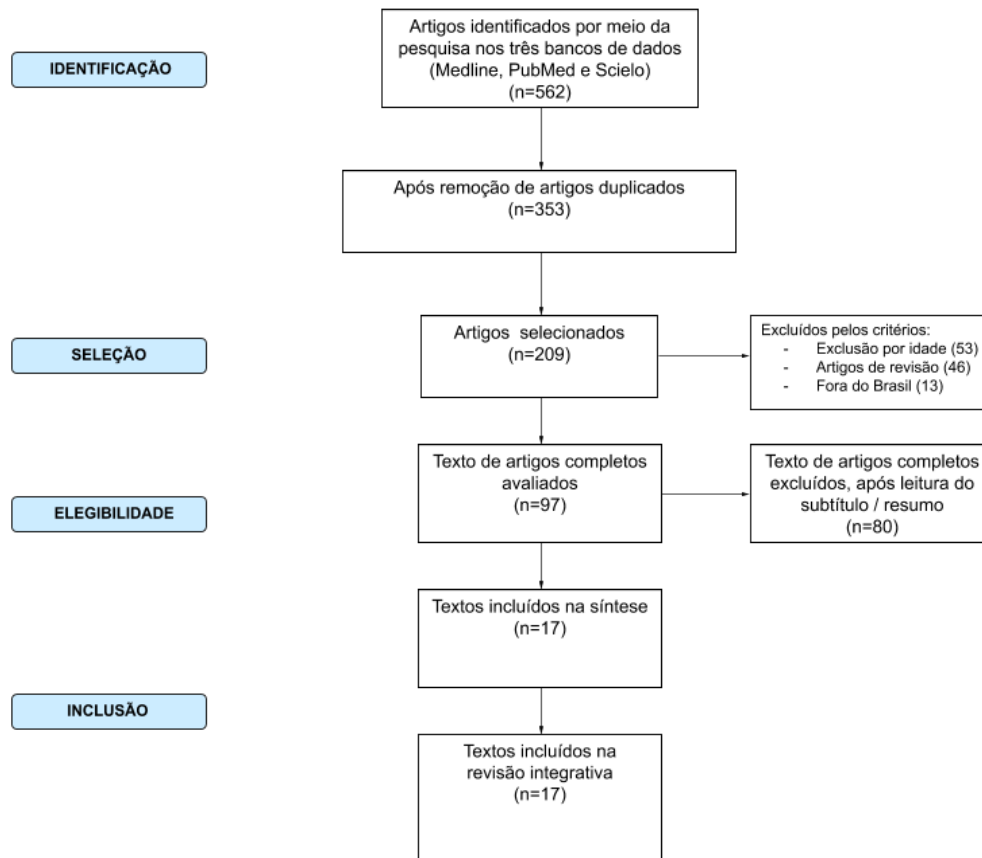 Artigos identificados por meio da
pesquisa nos três bancos de dados
(Medline, PubMed e Scielo)
(n=562)
IDENTIFICAÇÃO
Após remoção de artigos duplicados
(n=353)
SELEÇÃO
Artigos selecionados
(n=209)
Excluídos pelos critérios:
- Exclusão por idade (53)
- Artigos de revisão (46)
- Fora do Brasil (13)
ELEGIBILIDADE
Texto de artigos completos
avaliados
(n=97)
Texto de artigos completos
excluídos, após leitura do
subtítulo / resumo
(n=80)
Textos incluídos na síntese
(n=17)
INCLUSÃO
Textos incluídos na
revisão integrativa
(n=17)